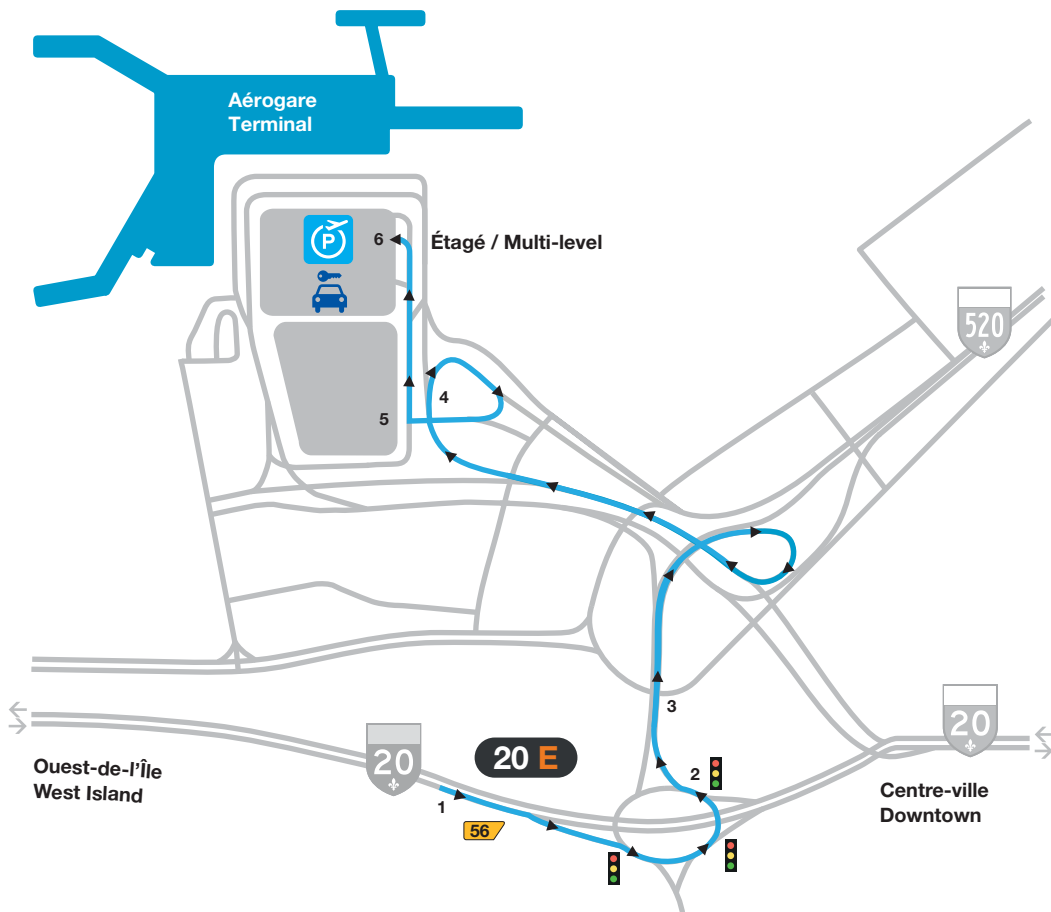 Aérogare
Terminal
P
6
Étagé / Multi-level
520
4
5
3
20
20 E
20
Ouest-de-l'Île
West Island
2
1
56
Centre-ville
Downtown